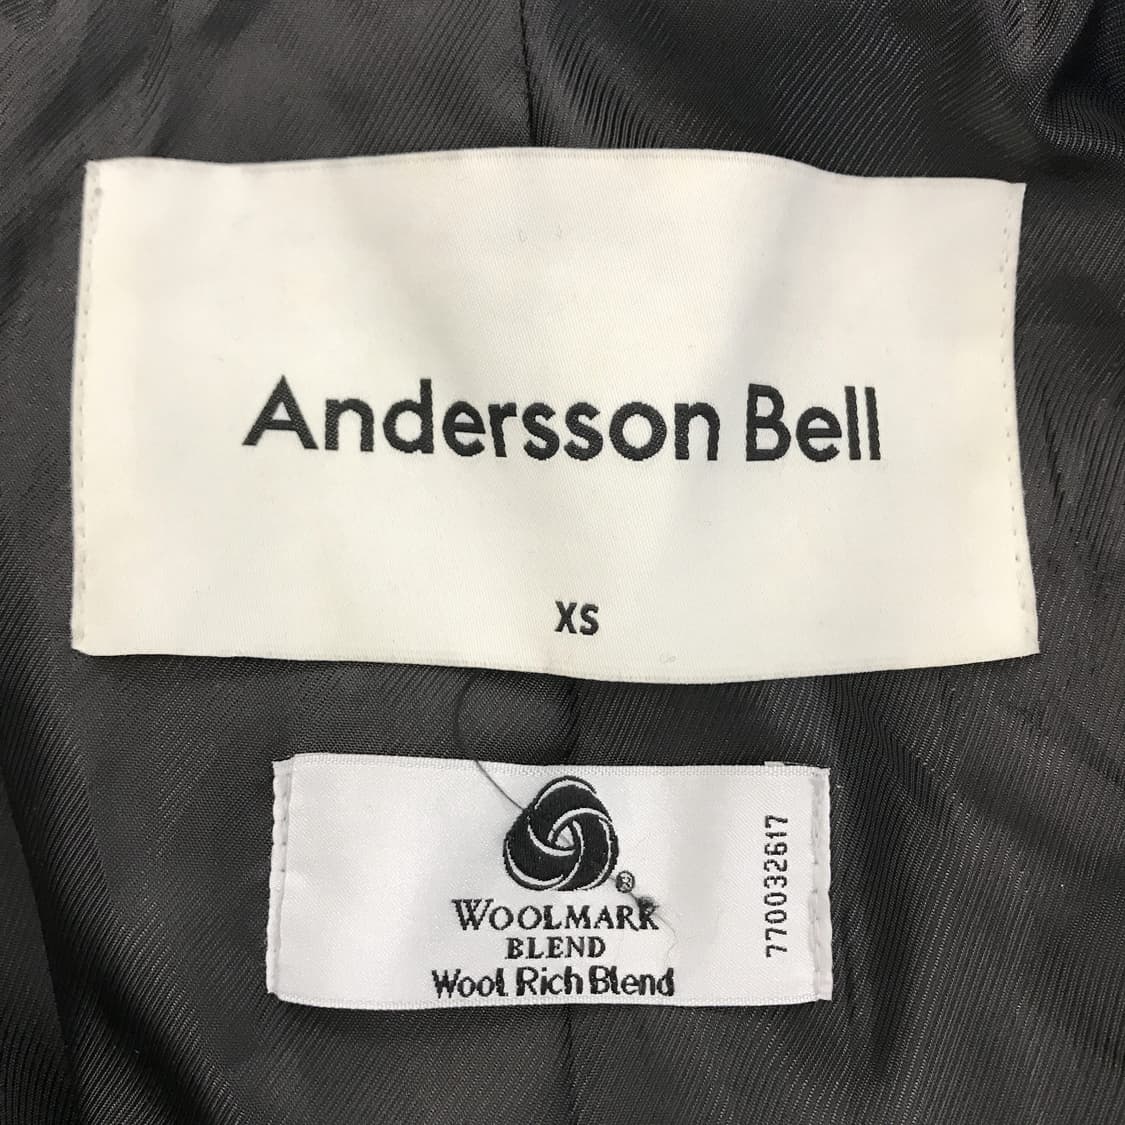 Andersson Bell
XS
®
WOOLMARK
BLEND
Wool Rich Blend
770032617